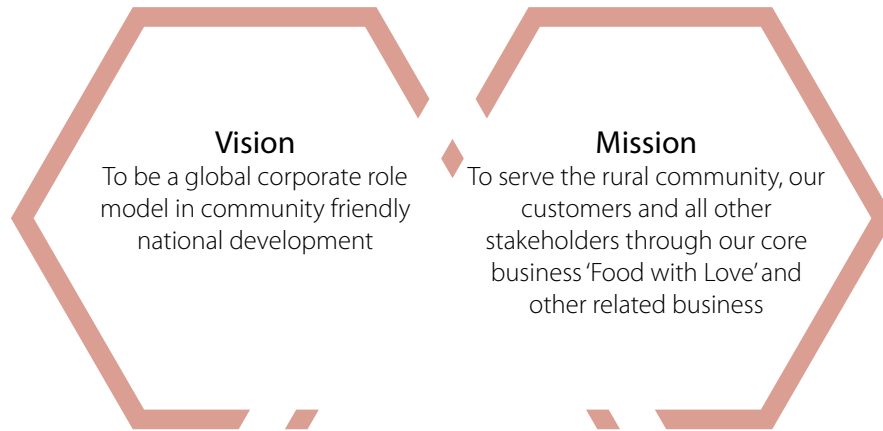 Vision
To be a global corporate role
model in community friendly
national development
Mission
To serve the rural community, our
customers and all other
stakeholders through our core
business ‘Food with Love’ and
other related business